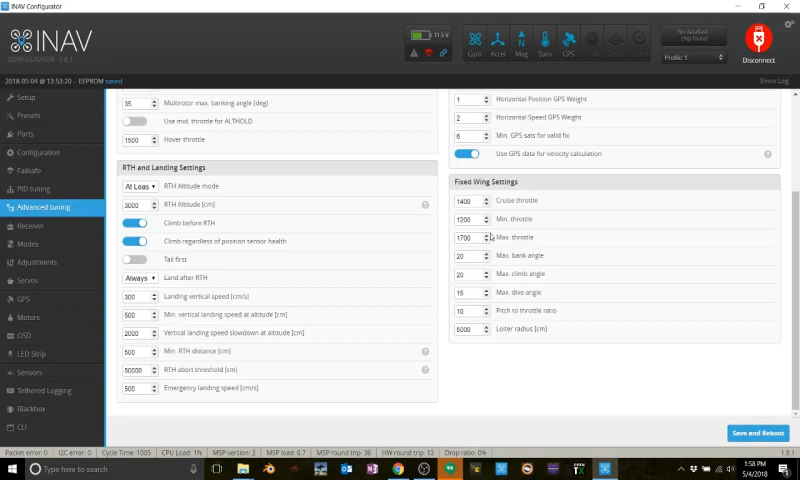 INAV Configurator
INAV
CONFIGURATOR 1.8.1
11.5 V
Gyro
Accel
Mag
Baro
GPS
No dataflash
chip found
Profile 1
Disconnect
2018-05-04 @ 13:53:20 - EEPROM saved
Show Log
Setup
Presets
Ports
Configuration
Failsafe
PID tuning
Advanced tuning
Receiver
Modes
Adjustments
Servos
GPS
Motors
OSD
LED Strip
Sensors
Tethered Logging
Blackbox
CLI
35 Multirotor max. banking angle [deg]
Use mid. throttle for ALTHOLD
1500 Hover throttle
RTH and Landing Settings
At Leas RTH Altitude mode
3000 RTH Altitude [cm]
Climb before RTH
Climb regardless of position sensor health
Tail first
Always Land after RTH
300 Landing vertical speed [cm/s]
500 Min. vertical landing speed at altitude [cm]
2000 Vertical landing speed slowdown at altitude [cm]
500 Min. RTH distance [cm]
50000 RTH abort threshold [cm]
500 Emergency landing speed [cm/s]
1 Horizontal Position GPS Weight
2 Horizontal Speed GPS Weight
6 Min. GPS sats for valid fix
Use GPS data for velocity calculation
Fixed Wing Settings
1400 Cruise throttle
1200 Min. throttle
1700 Max. throttle
20 Max. bank angle
20 Max. climb angle
15 Max. dive angle
10 Pitch to throttle ratio
5000 Loiter radius [cm]
Save and Reboot
Packet error: 0 I2C error: 0 Cycle Time: 1005 CPU Load: 1% MSP version: 2 MSP load: 0.7 MSP round trip: 36 HW round trip: 13 Drop ratio: 0% 1.8.1
Type here to search
OPEN
TX
1:58 PM
5/4/2018